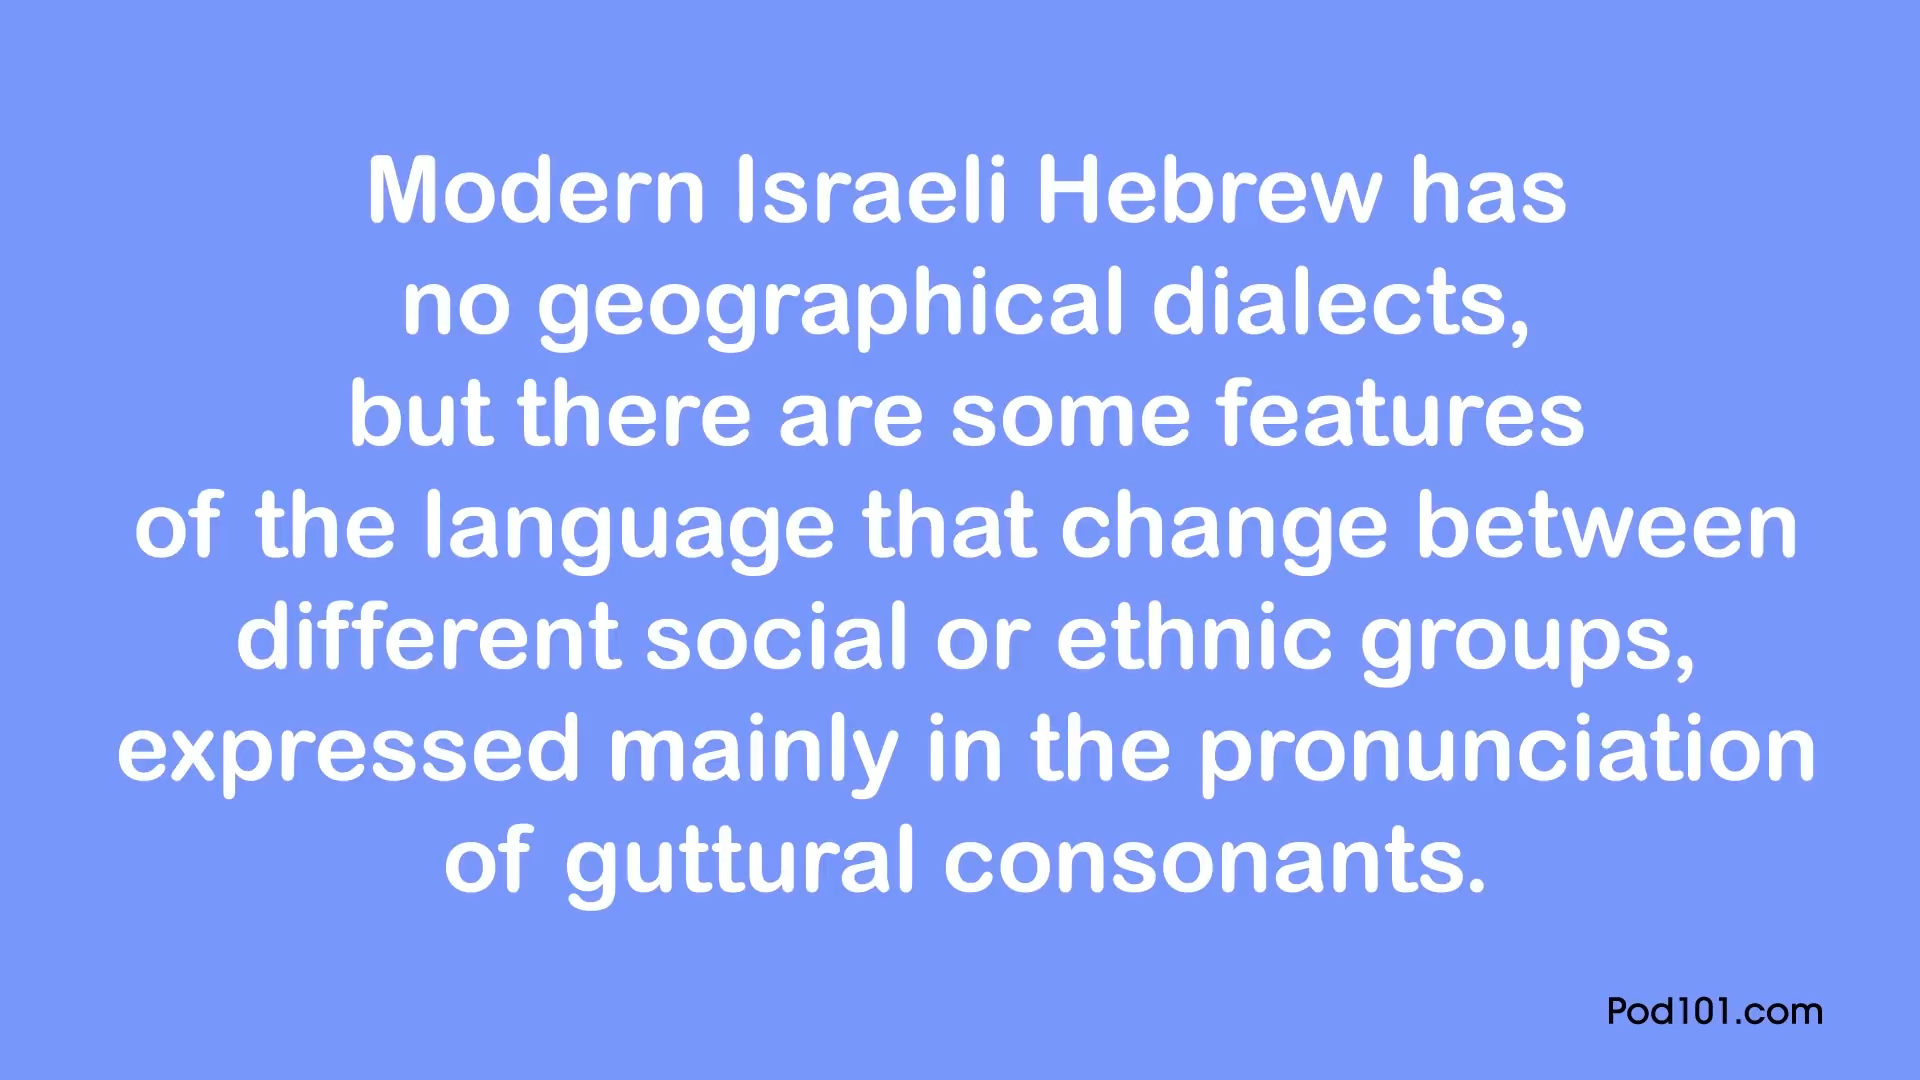 Modern Israeli Hebrew has
no geographical dialects,
but there are some features
of the language that change between
different social or ethnic groups,
expressed mainly in the pronunciation
of guttural consonants.
Pod101.com